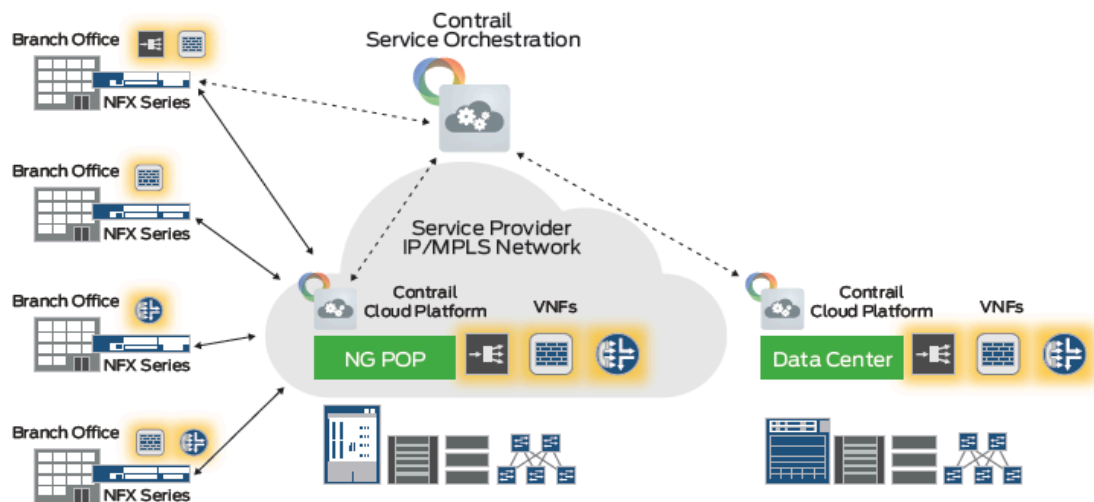 Contrail
Service Orchestration
Branch Office
NFX Series
Branch Office
NFX Series
Service Provider
IP/MPLS Network
Branch Office
NFX Series
Contrail
Cloud Platform
VNFs
NG POP
Contrail
Cloud Platform
VNFs
Data Center
Branch Office
NFX Series